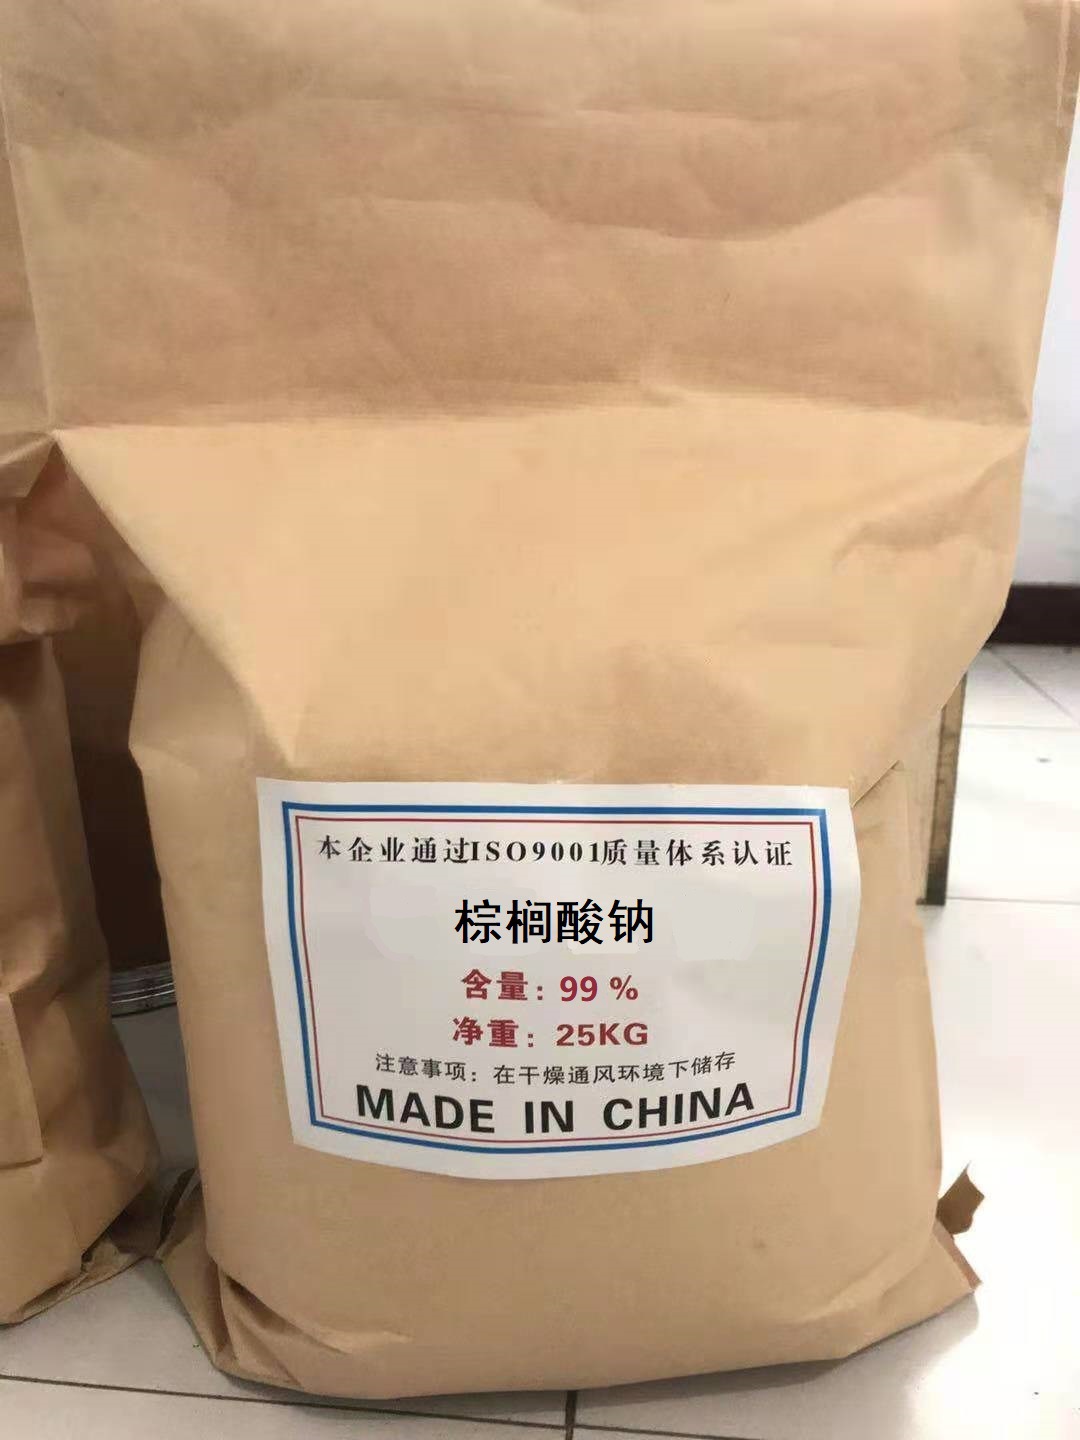 本企业通过ISO9001质量体系认证
棕榈酸钠
含量：99 %
净重：25KG
注意事项：在干燥通风环境下储存
MADE IN CHINA